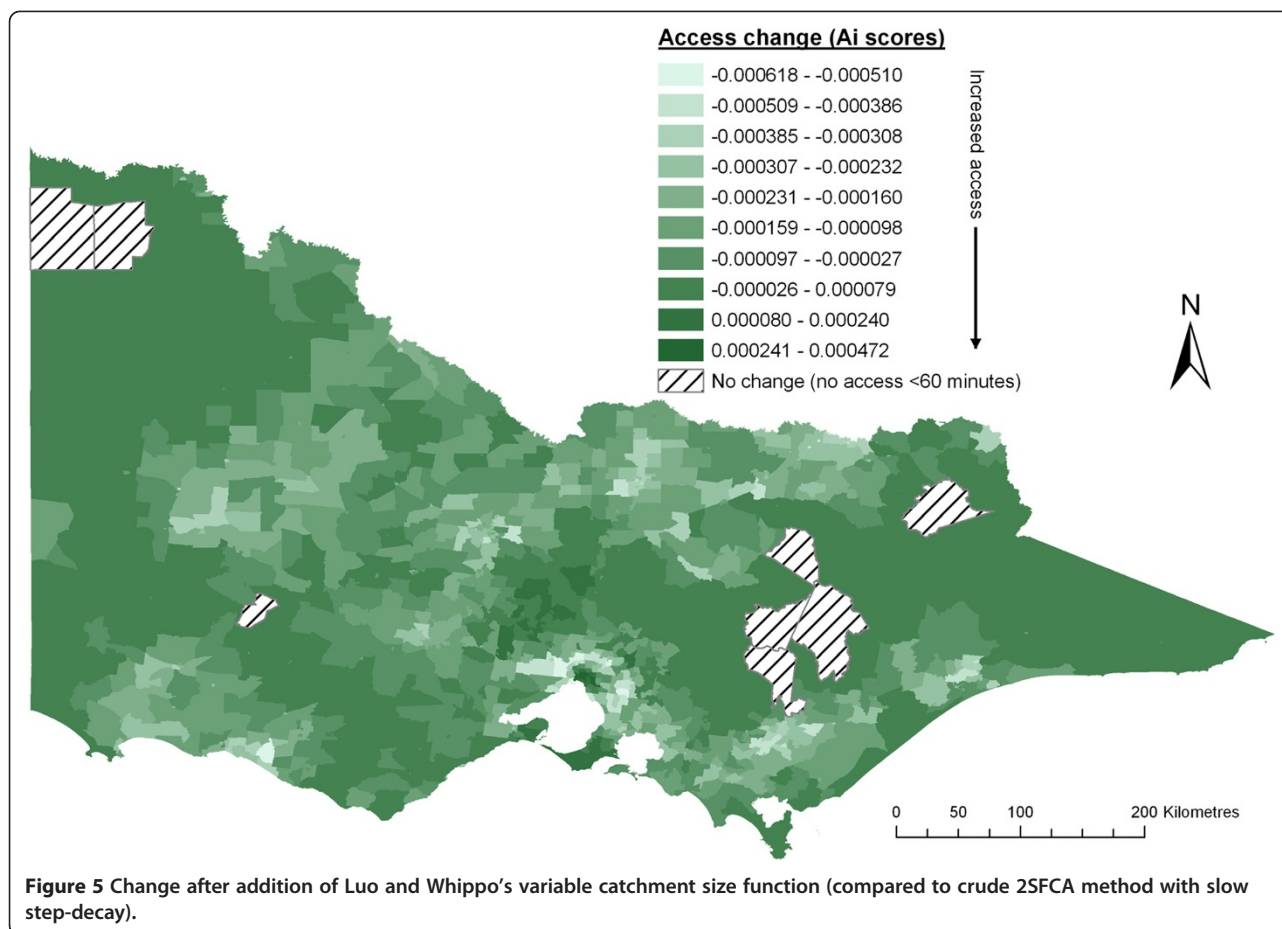 Access change (Ai scores)
-0.000618 - -0.000510
-0.000509 - -0.000386
-0.000385 - -0.000308
-0.000307 - -0.000232
-0.000231 - -0.000160
-0.000159 - -0.000098
-0.000097 - -0.000027
-0.000026 - 0.000079
0.000080 - 0.000240
0.000241 - 0.000472
No change (no access <60 minutes)
Increased access
N
0 50 100 200 Kilometres
Figure 5 Change after addition of Luo and Whippo's variable catchment size function (compared to crude 2SFCA method with slow
step-decay).